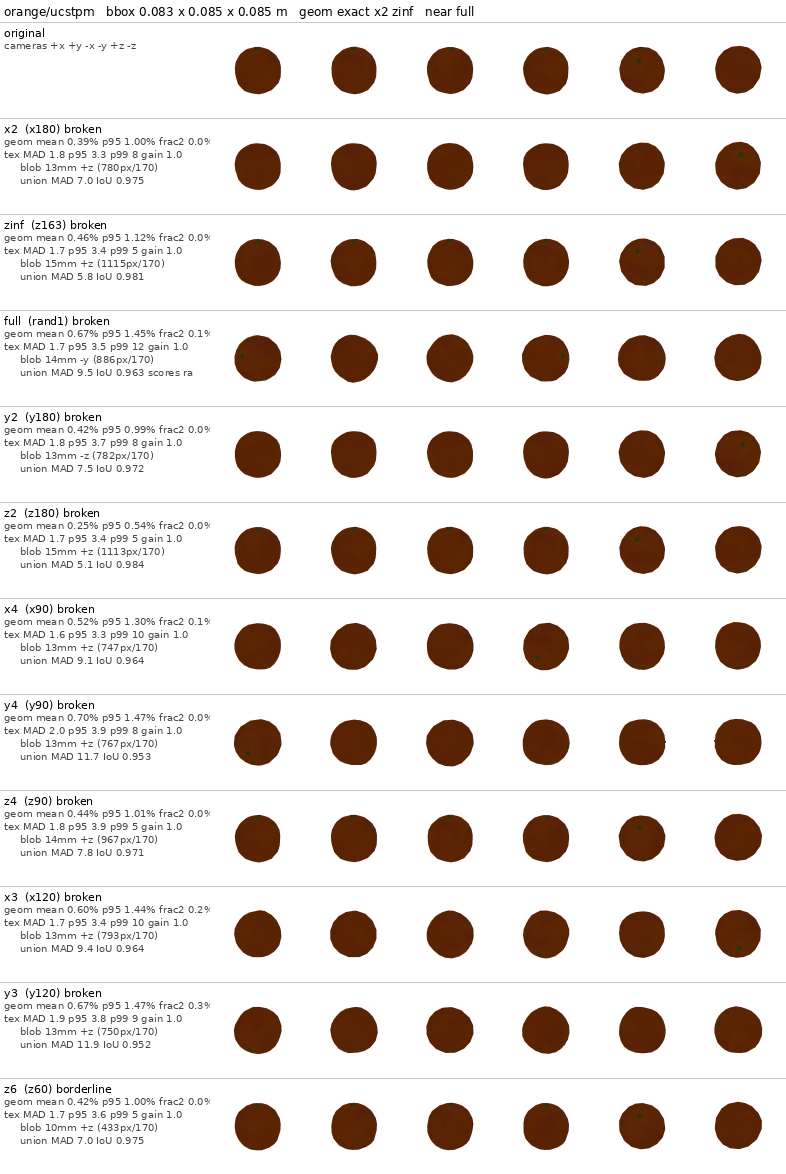 orange/ucstpm   bbox 0.083 x 0.085 x 0.085 m   geom exact x2 zinf   near full
original
cameras +x +y -x -y +z -z
x2  (x180) broken
geom mean 0.39% p95 1.00% frac2 0.0%
tex MAD 1.8 p95 3.3 p99 8 gain 1.0
blob 13mm +z (780px/170)
union MAD 7.0 IoU 0.975
zinf  (z163) broken
geom mean 0.46% p95 1.12% frac2 0.0%
tex MAD 1.7 p95 3.4 p99 5 gain 1.0
blob 15mm +z (1115px/170)
union MAD 5.8 IoU 0.981
full  (rand1) broken
geom mean 0.67% p95 1.45% frac2 0.1%
tex MAD 1.7 p95 3.5 p99 12 gain 1.0
blob 14mm -y (886px/170)
union MAD 9.5 IoU 0.963 scores ra
y2  (y180) broken
geom mean 0.42% p95 0.99% frac2 0.0%
tex MAD 1.8 p95 3.7 p99 8 gain 1.0
blob 13mm -z (782px/170)
union MAD 7.5 IoU 0.972
z2  (z180) broken
geom mean 0.25% p95 0.54% frac2 0.0%
tex MAD 1.7 p95 3.4 p99 5 gain 1.0
blob 15mm +z (1113px/170)
union MAD 5.1 IoU 0.984
x4  (x90) broken
geom mean 0.52% p95 1.30% frac2 0.1%
tex MAD 1.6 p95 3.3 p99 10 gain 1.0
blob 13mm +z (747px/170)
union MAD 9.1 IoU 0.964
y4  (y90) broken
geom mean 0.70% p95 1.47% frac2 0.0%
tex MAD 2.0 p95 3.9 p99 8 gain 1.0
blob 13mm +z (767px/170)
union MAD 11.7 IoU 0.953
z4  (z90) broken
geom mean 0.44% p95 1.01% frac2 0.0%
tex MAD 1.8 p95 3.9 p99 5 gain 1.0
blob 14mm +z (967px/170)
union MAD 7.8 IoU 0.971
x3  (x120) broken
geom mean 0.60% p95 1.44% frac2 0.2%
tex MAD 1.7 p95 3.4 p99 10 gain 1.0
blob 13mm +z (793px/170)
union MAD 9.4 IoU 0.964
y3  (y120) broken
geom mean 0.67% p95 1.47% frac2 0.3%
tex MAD 1.9 p95 3.8 p99 9 gain 1.0
blob 13mm +z (750px/170)
union MAD 11.9 IoU 0.952
z6  (z60) borderline
geom mean 0.42% p95 1.00% frac2 0.0%
tex MAD 1.7 p95 3.6 p99 5 gain 1.0
blob 10mm +z (433px/170)
union MAD 7.0 IoU 0.975